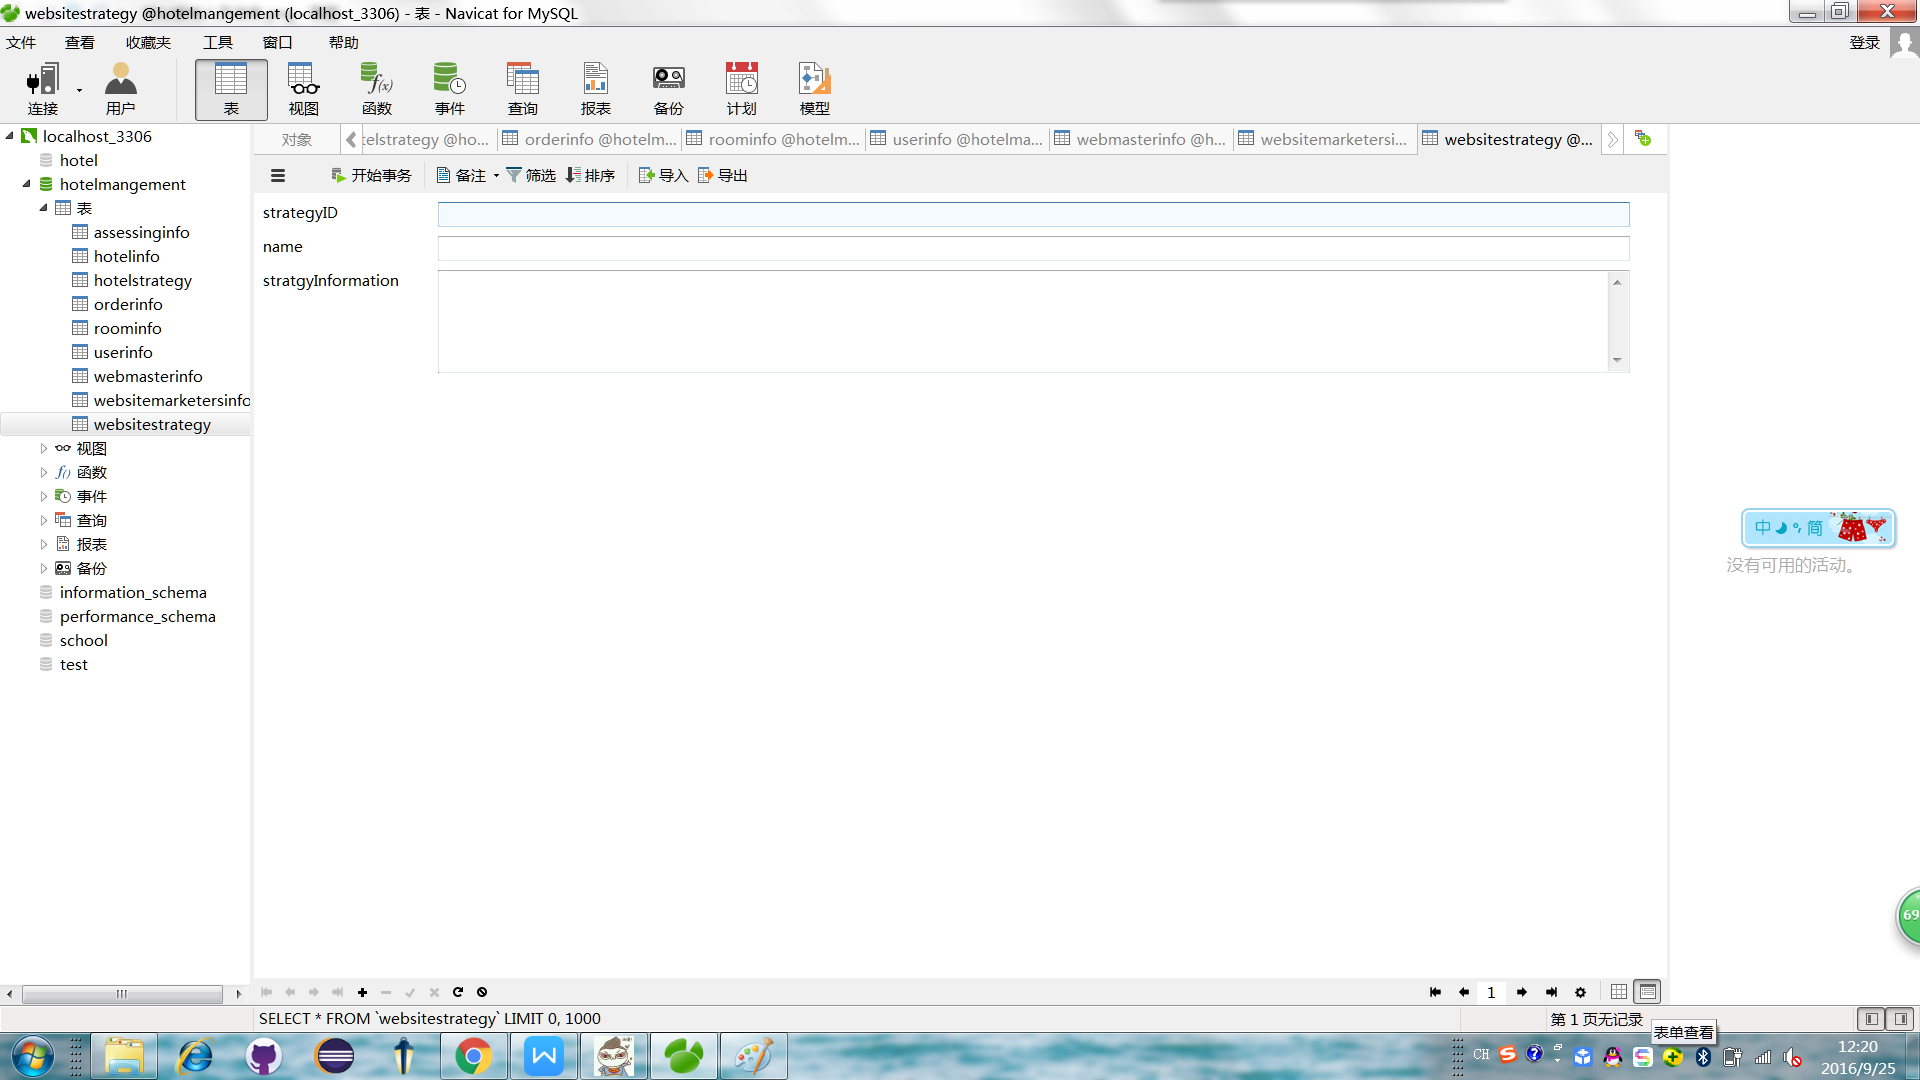 websitestrategy @hotelmangement (localhost_3306) - 表 - Navicat for MySQL
文件 查看 收藏夹 工具 窗口 帮助 登录
连接 用户 表 视图 函数 事件 查询 报表 备份 计划 模型
localhost_3306
hotel
hotelmangement
表
assessinginfo
hotelinfo
hotelstrategy
orderinfo
roominfo
userinfo
webmasterinfo
websitemarketersinfo
websitestrategy
视图
函数
事件
查询
报表
备份
information_schema
performance_schema
school
test
对象 telstrategy @ho... orderinfo @hotelm... roominfo @hotelm... userinfo @hotelma... webmasterinfo @h... websitemarketersi... websitestrategy @...
开始事务 备注 筛选 排序 导入 导出
strategyID
name
stratgyInformation
中 简
没有可用的活动。
69
1
SELECT * FROM `websitestrategy` LIMIT 0, 1000
第 1 页无记录
表单查看
CH
12:20
2016/9/25